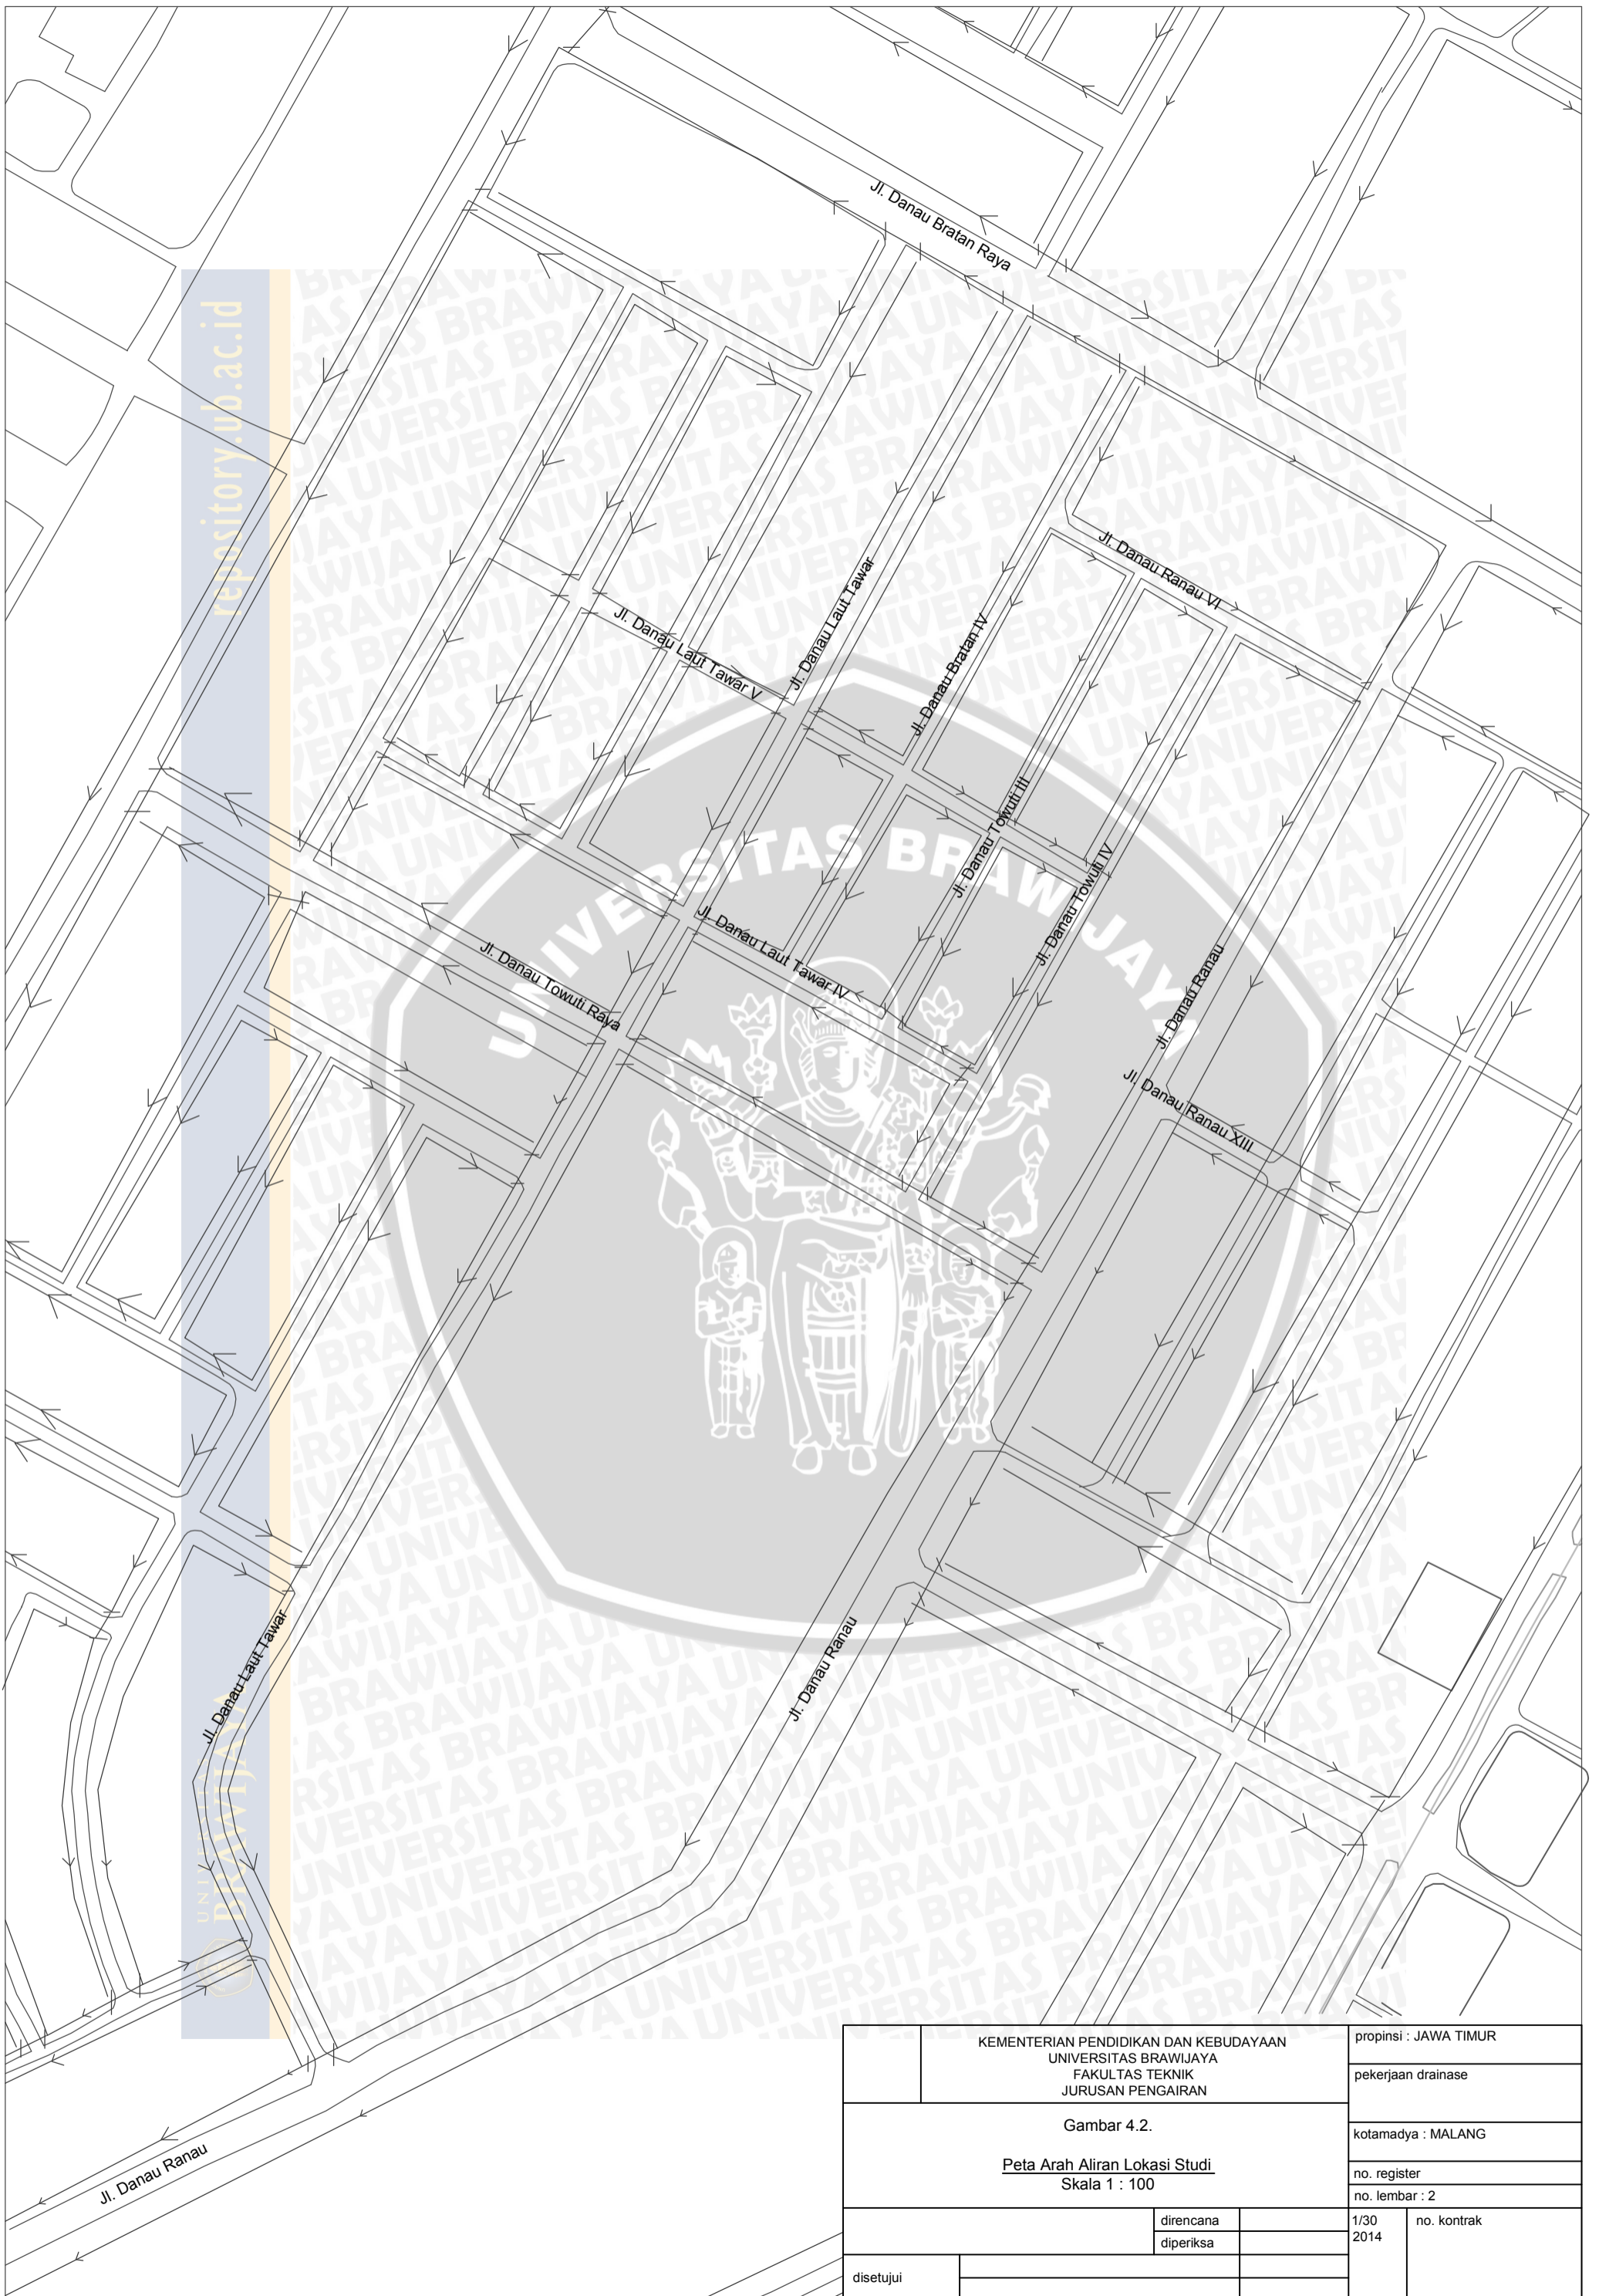 Jl. Danau Bratan Raya
Jl. Danau Ranau VI
Jl. Danau Laut Tawar
Jl. Danau Bratan IV
Jl. Danau Laut Tawar V
Jl. Danau Towuti III
Jl. Danau Towuti IV
Jl. Danau Laut Tawar IV
Jl. Danau Towuti Raya
Jl. Danau Ranau
Jl. Danau Ranau XIII
Jl. Danau Laut Tawar
Jl. Danau Ranau
Jl. Danau Ranau
repository.ub.ac.id
UNIVERSITAS BRAWIJAYA
UNIVERSITAS
BRAWIJAYA
KEMENTERIAN PENDIDIKAN DAN KEBUDAYAAN
UNIVERSITAS BRAWIJAYA
FAKULTAS TEKNIK
JURUSAN PENGAIRAN
Gambar 4.2.
Peta Arah Aliran Lokasi Studi
Skala 1 : 100
propinsi : JAWA TIMUR
pekerjaan drainase
kotamadya : MALANG
no. register
no. lembar : 2
1/30
2014
no. kontrak
direncana
diperiksa
disetujui